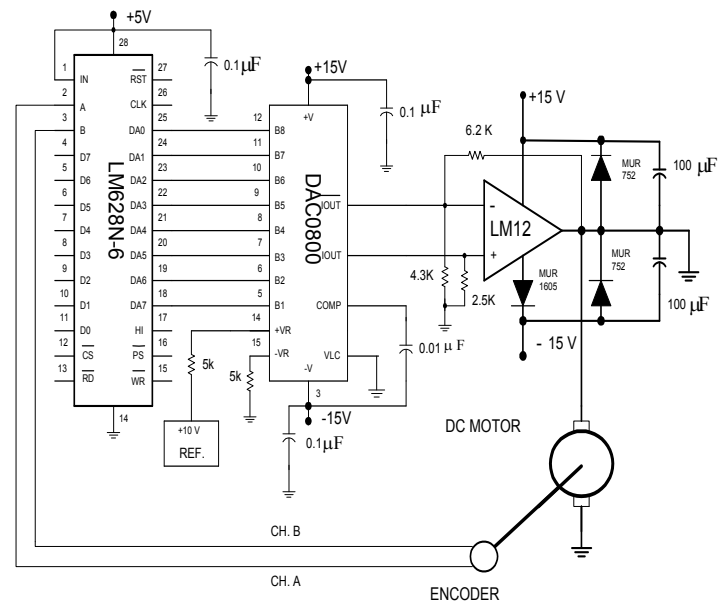 +5V
28
1 IN RST 27
2 A CLK 26
3 B DA0 25
4 D7 DA1 24
5 D6 DA2 23
6 D5 DA3 22
7 D4 DA4 21
8 D3 DA5 20
9 D2 DA6 19
10 D1 DA7 18
11 D0 HI 17
12 CS PS 16
13 RD WR 15
14
LM628N-6
0.1μF
+15V
+V
0.1 μF
12 B8
11 B7
10 B6
9 B5 IOUT
8 B4 IOUT
7 B3
6 B2
5 B1 COMP
14 +VR
15 -VR VLC
-V
3
DAC0800
-15V
0.1μF
0.01 μF
5k
5k
+10 V
REF.
+15 V
6.2 K
MUR
752
100 μF
-
LM12
+
4.3K
2.5K
MUR
1605
MUR
752
100 μF
- 15 V
DC MOTOR
CH. B
CH. A
ENCODER